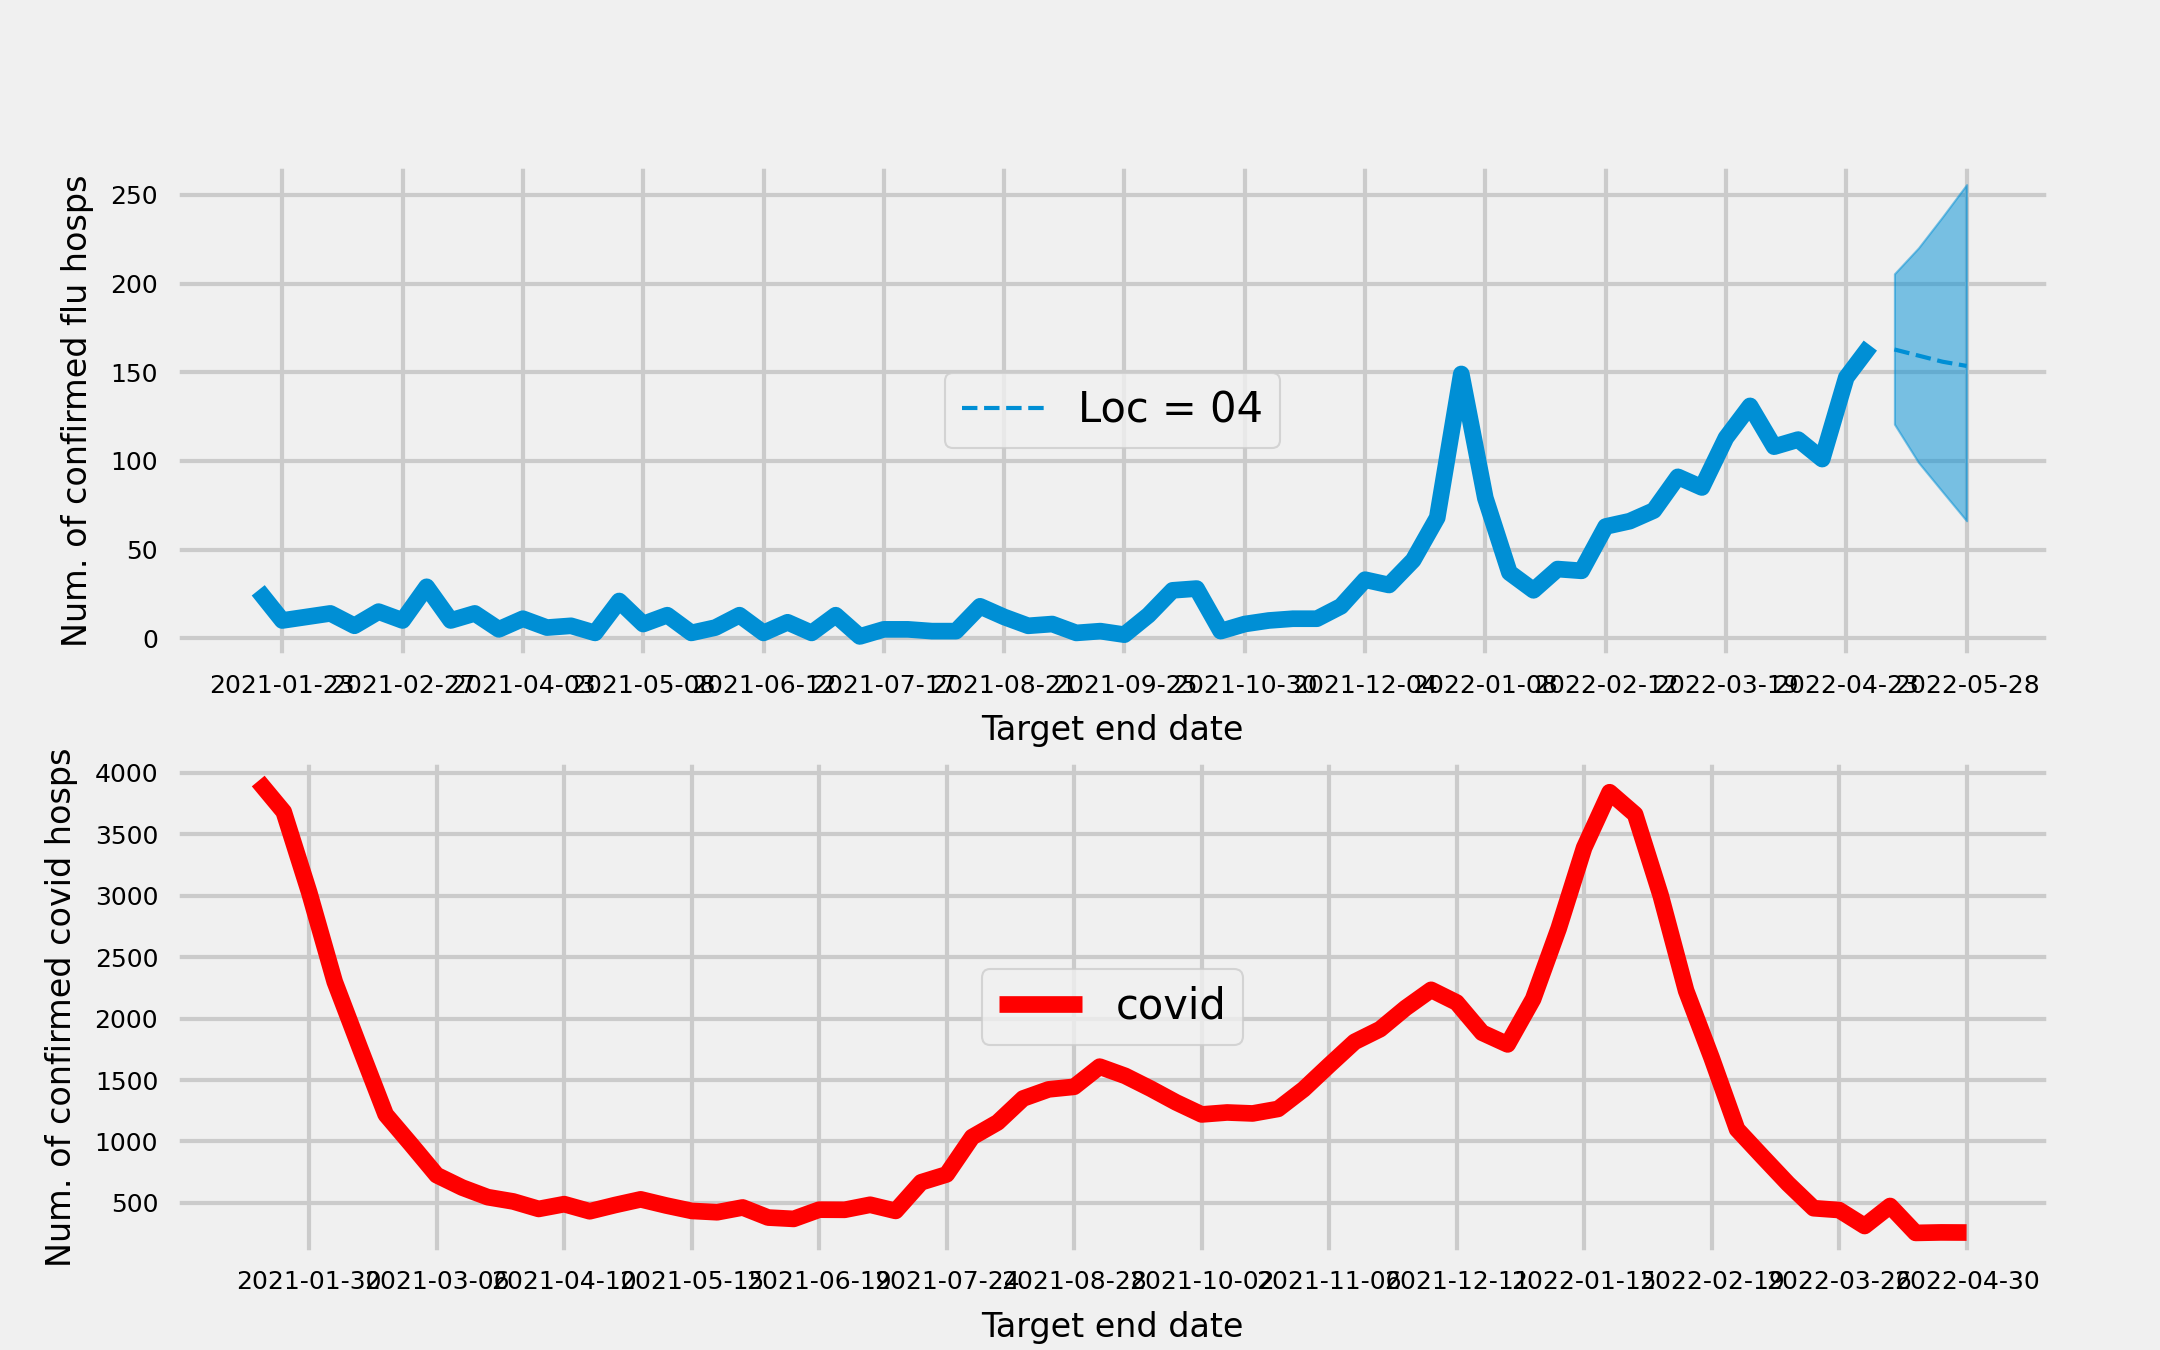 Num. of confirmed flu hosps
250
200
150
100
50
0
Loc = 04
2021-01-23 2021-02-27 2021-04-03 2021-05-08 2021-06-12 2021-07-17 2021-08-21 2021-09-25 2021-10-30 2021-12-04 2022-01-08 2022-02-12 2022-03-19 2022-04-23 2022-05-28
Target end date
Num. of confirmed covid hosps
4000
3500
3000
2500
2000
1500
1000
500
covid
2021-01-30 2021-03-06 2021-04-10 2021-05-15 2021-06-19 2021-07-24 2021-08-28 2021-10-02 2021-11-06 2021-12-11 2022-01-15 2022-02-19 2022-03-26 2022-04-30
Target end date